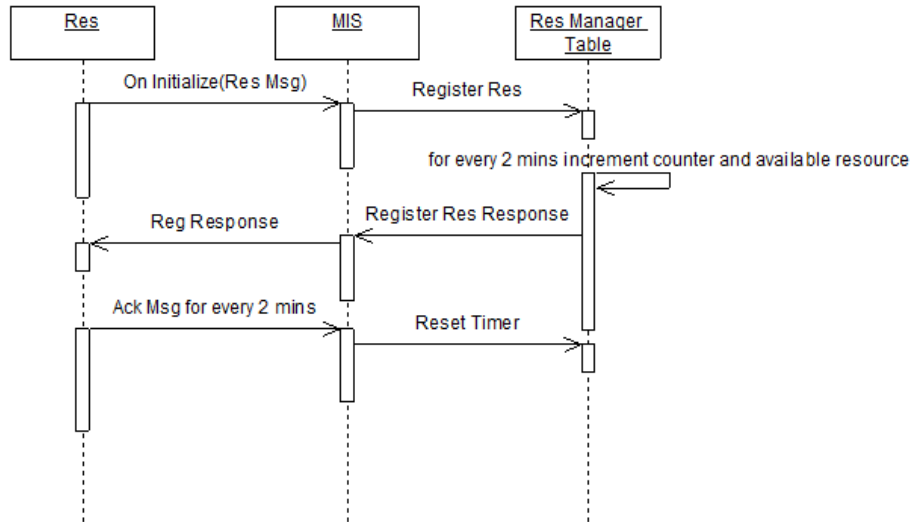 Res
MIS
Res Manager
Table
On Initialize(Res Msg)
Register Res
for every 2 mins increment counter and available resource
Register Res Response
Reg Response
Ack Msg for every 2 mins
Reset Timer